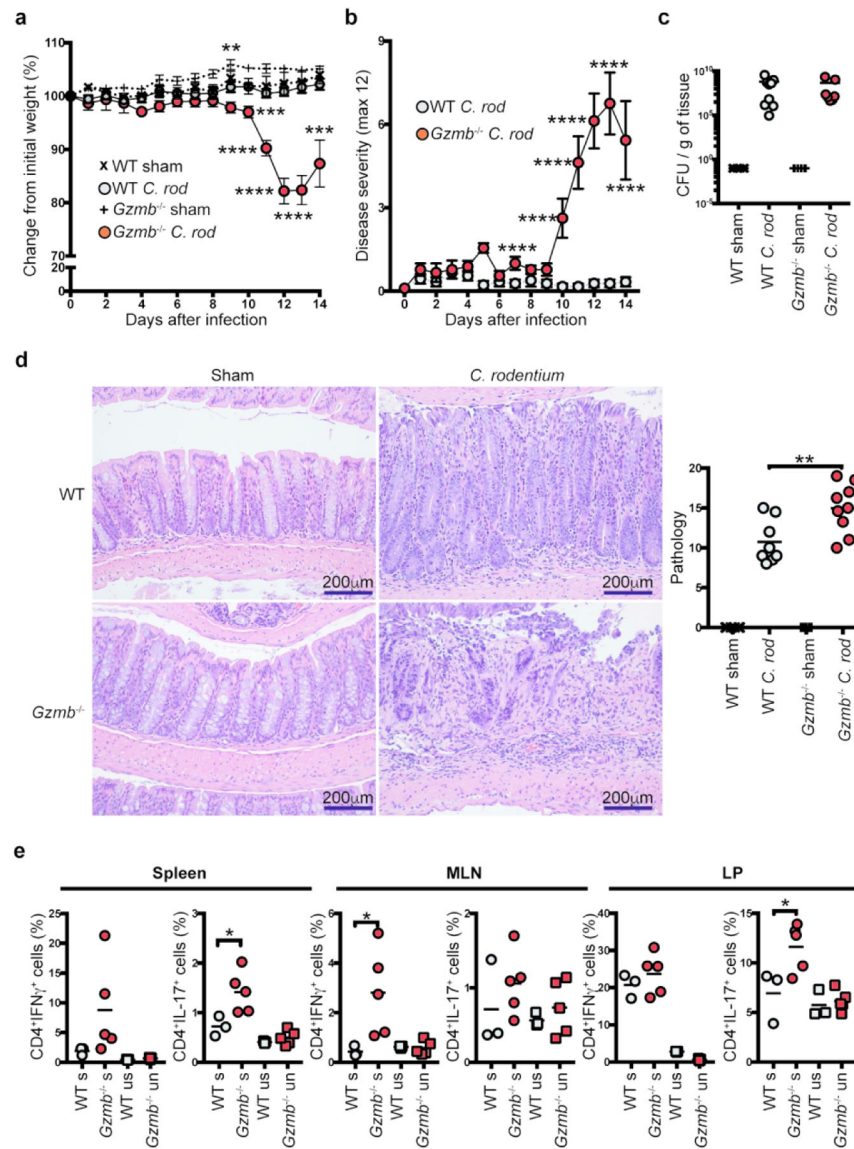 a
Change from initial weight (%)
110
100
90
80
70
20
0
0 2 4 6 8 10 12 14
Days after infection
**
***
****
****
****
***
WT sham
WT C. rod
Gzmb-/- sham
Gzmb-/- C. rod
b
Disease severity (max 12)
9
6
3
0
0 2 4 6 8 10 12 14
Days after infection
WT C. rod
Gzmb-/- C. rod
****
****
****
****
****
****
c
CFU / g of tissue
10^10
10^5
10^-0
10^-5
WT sham
WT C. rod
Gzmb-/- sham
Gzmb-/- C. rod
d
Sham
C. rodentium
WT
Gzmb-/-
200µm
200µm
200µm
200µm
Pathology
20
15
10
5
0
**
WT sham
WT C. rod
Gzmb-/- sham
Gzmb-/- C. rod
e
Spleen
MLN
LP
CD4+IFNγ+ cells (%)
25
20
15
10
5
0
WT s
Gzmb-/- s
WT us
Gzmb-/- un
CD4+IL-17+ cells (%)
3
2
1
0
*
WT s
Gzmb-/- s
WT us
Gzmb-/- un
CD4+IFNγ+ cells (%)
6
4
2
0
*
WT s
Gzmb-/- s
WT us
Gzmb-/- un
CD4+IL-17+ cells (%)
2
1
0
WT s
Gzmb-/- s
WT us
Gzmb-/- un
CD4+IFNγ+ cells (%)
40
30
20
10
0
WT s
Gzmb-/- s
WT us
Gzmb-/- un
CD4+IL-17+ cells (%)
15
10
5
0
*
WT s
Gzmb-/- s
WT us
Gzmb-/- un